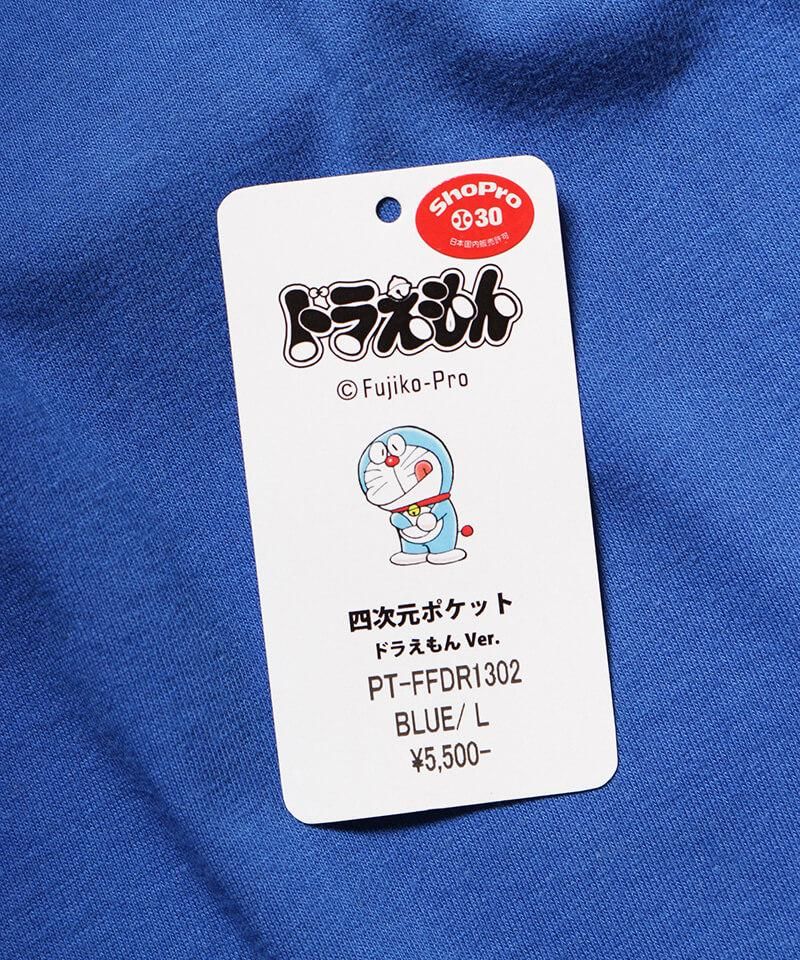 ShoPro
30
日本国内販売許可
ドラえもん
© Fujiko-Pro
四次元ポケット
ドラえもん Ver.
PT-FFDR1302
BLUE/ L
¥5,500-